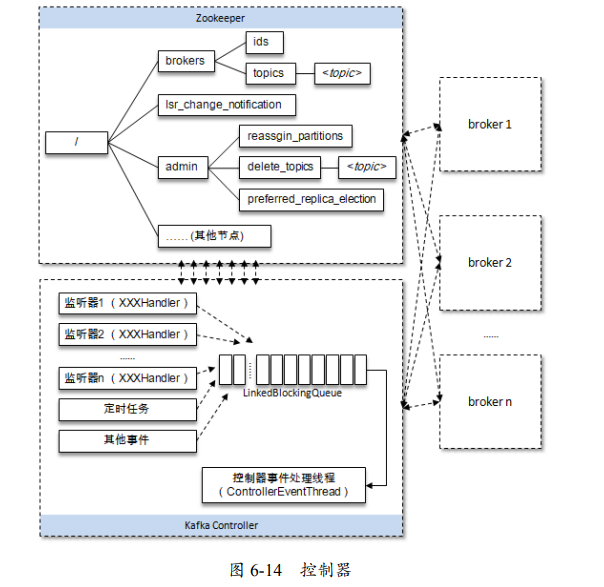 Zookeeper
ids
brokers
topics
<topic>
lsr_change_notification
/
reassgin_partitions
admin
delete_topics
<topic>
preferred_replica_election
…… (其他节点)
broker 1
broker 2
……
broker n
监听器1 （ XXXHandler ）
监听器2 （ XXXHandler ）
……
监听器n （ XXXHandler ）
定时任务
其他事件
LinkedBlockingQueue
控制器事件处理线程
（ ControllerEventThread ）
Kafka Controller
图 6-14 控制器